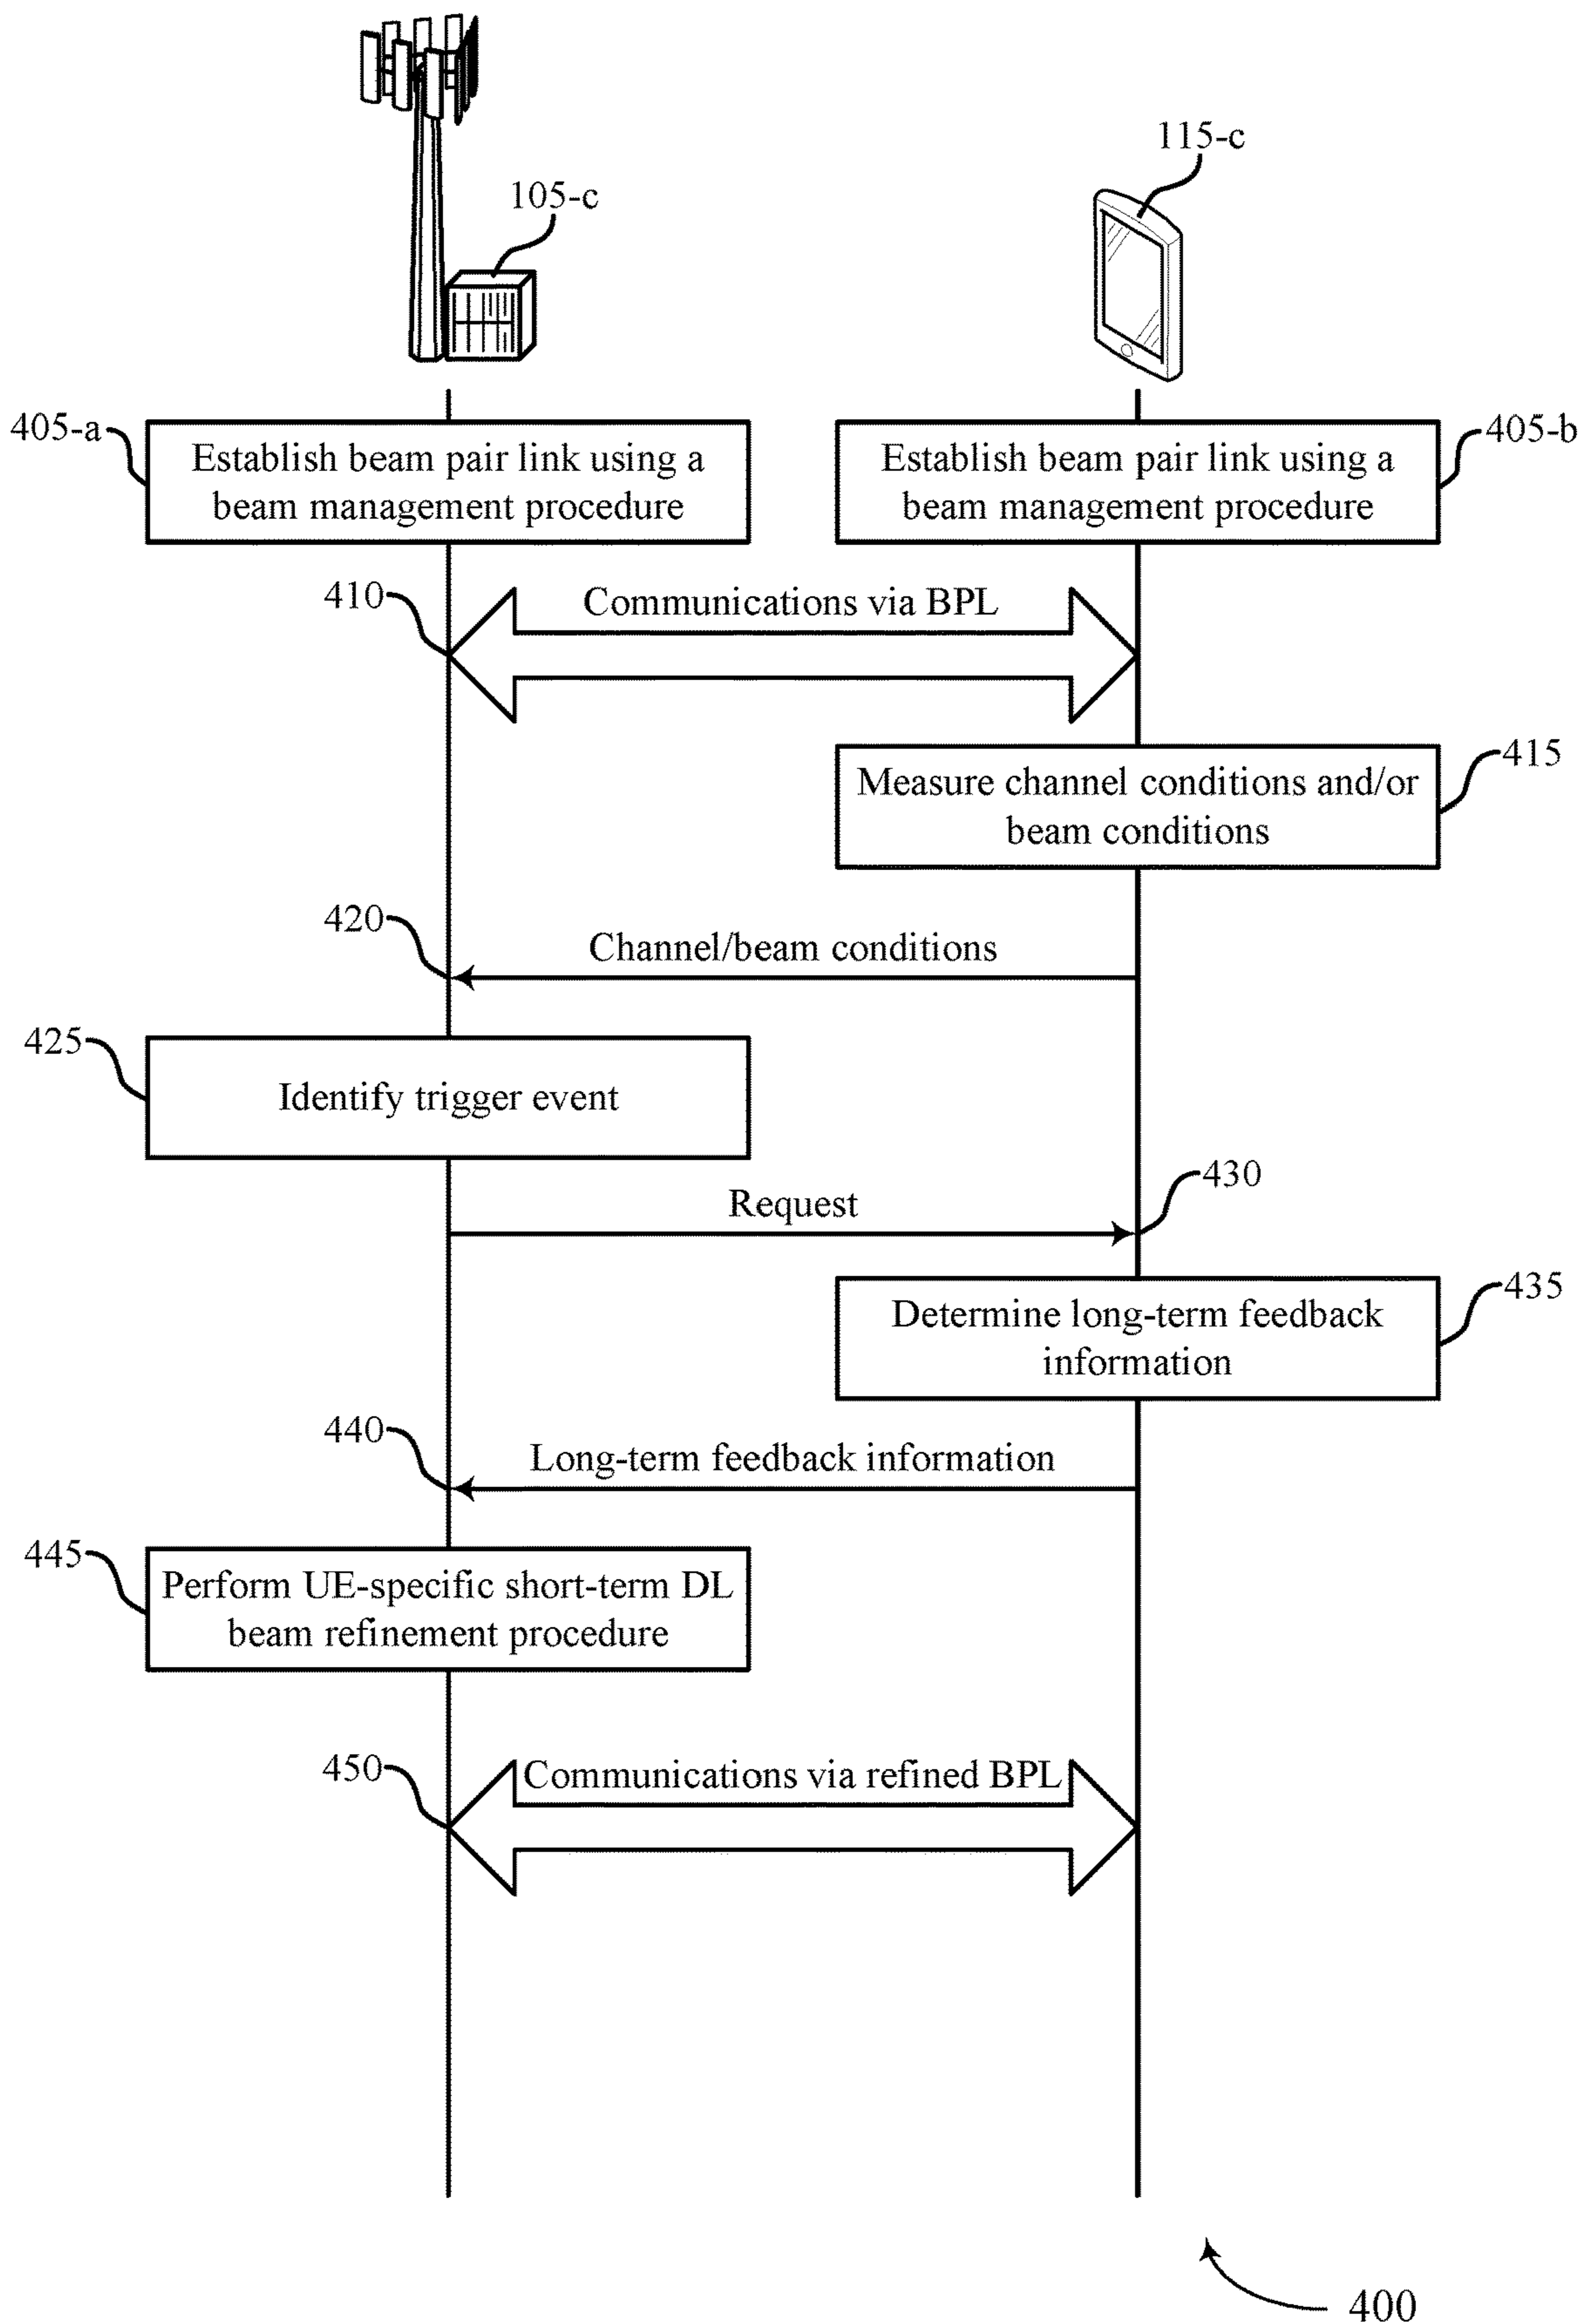 115-c
105-c
405-a
Establish beam pair link using a
beam management procedure
Establish beam pair link using a
beam management procedure
405-b
410
Communications via BPL
415
Measure channel conditions and/or
beam conditions
420
Channel/beam conditions
425
Identify trigger event
430
Request
435
Determine long-term feedback
information
440
Long-term feedback information
445
Perform UE-specific short-term DL
beam refinement procedure
450
Communications via refined BPL
400